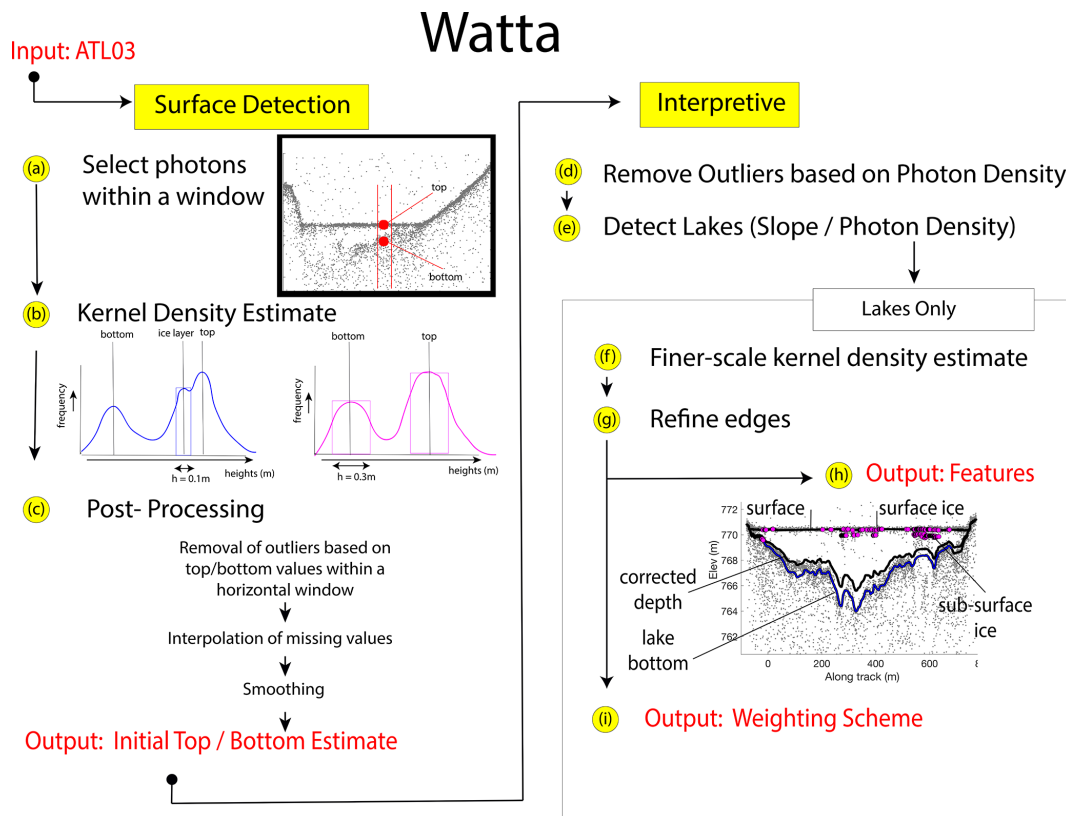 Watta
Input: ATL03
Surface Detection
(a)
Select photons
within a window
top
bottom
(b)
Kernel Density Estimate
bottom
ice layer
top
frequency
heights (m)
h = 0.1m
bottom
top
frequency
heights (m)
h = 0.3m
(c)
Post- Processing
Removal of outliers based on
top/bottom values within a
horizontal window
Interpolation of missing values
Smoothing
Output: Initial Top / Bottom Estimate
Interpretive
(d)
Remove Outliers based on Photon Density
(e)
Detect Lakes (Slope / Photon Density)
Lakes Only
(f)
Finer-scale kernel density estimate
(g)
Refine edges
(h)
Output: Features
surface
surface ice
772
770
768
766
764
762
Elev (m)
corrected
depth
lake
bottom
sub-surface
ice
0
200
400
600
8
Along track (m)
(i)
Output: Weighting Scheme